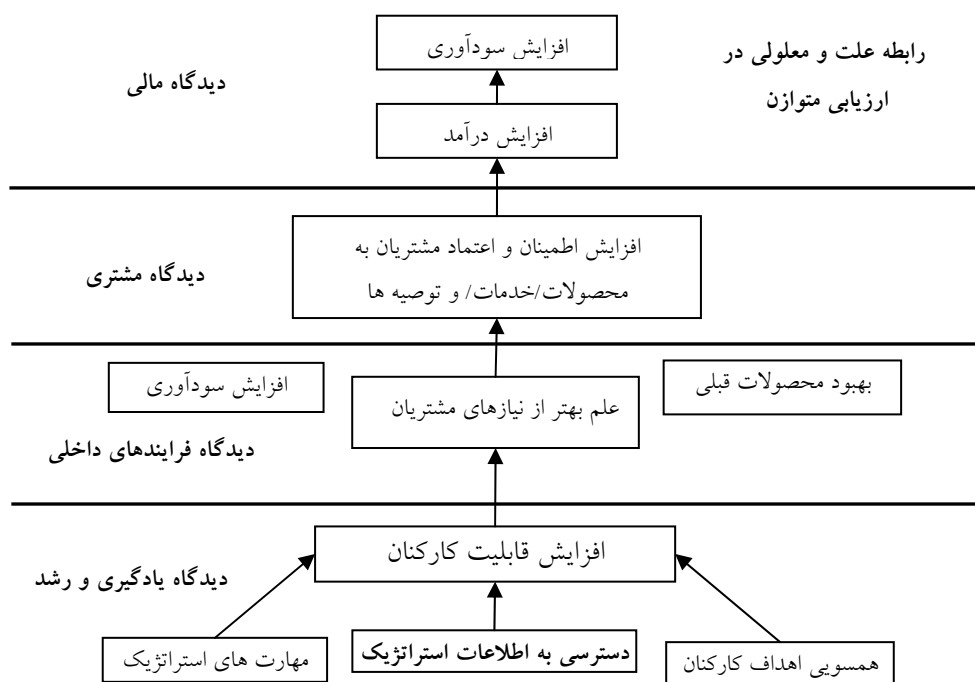 رابطه علت و معلولی در
ارزیابی متوازن
افزایش سودآوری
دیدگاه مالی
افزایش درآمد
افزایش اطمینان و اعتماد مشتریان به
محصولات/خدمات/ و توصیه ها
دیدگاه مشتری
بهبود محصولات قبلی
علم بهتر از نیازهای مشتریان
افزایش سودآوری
دیدگاه فرایندهای داخلی
افزایش قابلیت کارکنان
دیدگاه یادگیری و رشد
همسویی اهداف کارکنان
دسترسی به اطلاعات استراتژیک
مهارت های استراتژیک